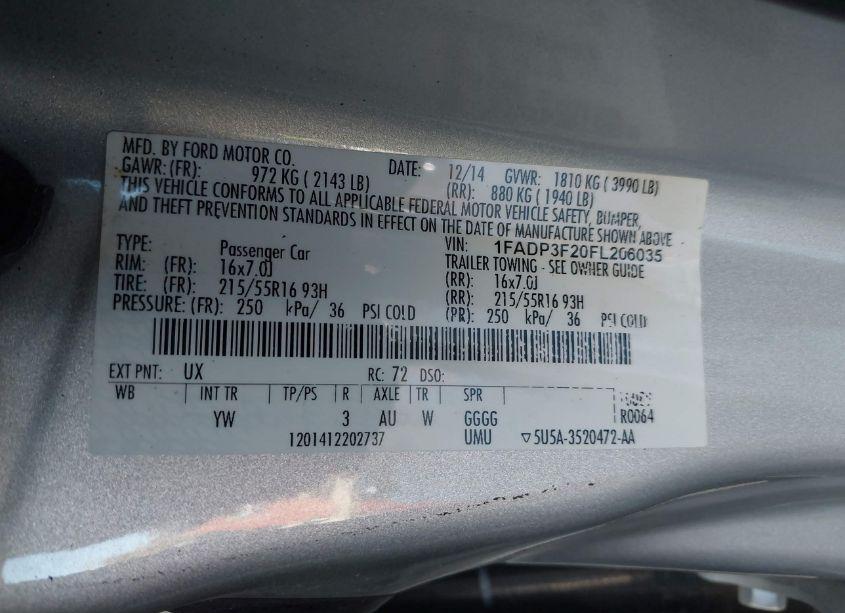 MFD. BY FORD MOTOR CO. DATE: 12/14 GVWR: 1810 KG ( 3990 LB)
GAWR: (FR): 972 KG ( 2143 LB) (RR): 880 KG ( 1940 LB)
THIS VEHICLE CONFORMS TO ALL APPLICABLE FEDERAL MOTOR VEHICLE SAFETY, BUMPER,
AND THEFT PREVENTION STANDARDS IN EFFECT ON THE DATE OF MANUFACTURE SHOWN ABOVE
VIN: 1FADP3F20FL206035
TYPE: Passenger Car TRAILER TOWING - SEE OWNER GUIDE
RIM: (FR): 16x7.0J (RR): 16x7.0J
TIRE: (FR): 215/55R16 93H (RR): 215/55R16 93H
PRESSURE: (FR): 250 kPa/ 36 PSI COLD (RR): 250 kPa/ 36 PSI COLD
EXT PNT: UX RC: 72 DSO:
WB INT TR TP/PS R AXLE TR SPR
YW 3 AU W GGGG R0064
1201412202737 UMU ▽5U5A-3520472-AA